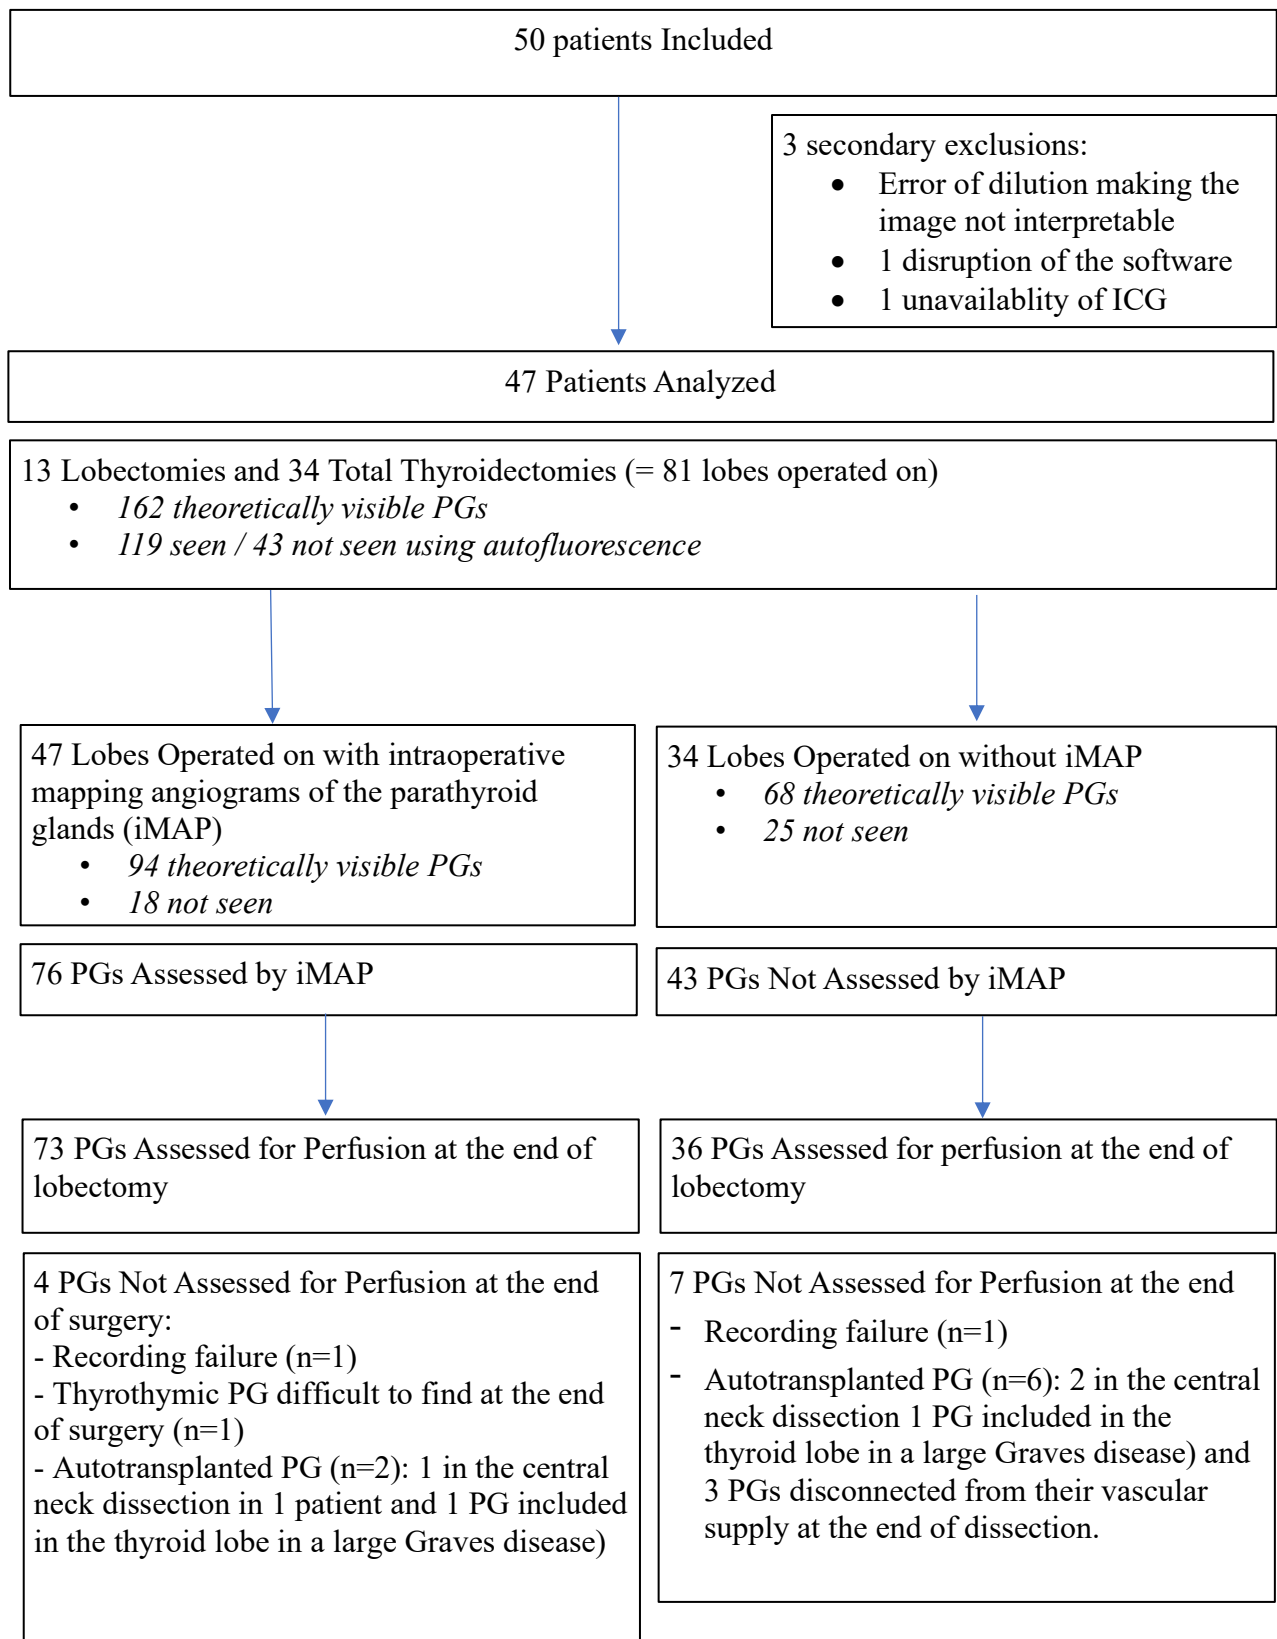 50 patients Included
3 secondary exclusions:
• Error of dilution making the
image not interpretable
• 1 disruption of the software
• 1 unavailablity of ICG
47 Patients Analyzed
13 Lobectomies and 34 Total Thyroidectomies (= 81 lobes operated on)
• 162 theoretically visible PGs
• 119 seen / 43 not seen using autofluorescence
47 Lobes Operated on with intraoperative
mapping angiograms of the parathyroid
glands (iMAP)
• 94 theoretically visible PGs
• 18 not seen
34 Lobes Operated on without iMAP
• 68 theoretically visible PGs
• 25 not seen
76 PGs Assessed by iMAP
43 PGs Not Assessed by iMAP
73 PGs Assessed for Perfusion at the end of
lobectomy
36 PGs Assessed for perfusion at the end of
lobectomy
4 PGs Not Assessed for Perfusion at the end
of surgery:
- Recording failure (n=1)
- Thyrothymic PG difficult to find at the end
of surgery (n=1)
- Autotransplanted PG (n=2): 1 in the central
neck dissection in 1 patient and 1 PG included
in the thyroid lobe in a large Graves disease)
7 PGs Not Assessed for Perfusion at the end
- Recording failure (n=1)
- Autotransplanted PG (n=6): 2 in the central
neck dissection 1 PG included in the
thyroid lobe in a large Graves disease) and
3 PGs disconnected from their vascular
supply at the end of dissection.